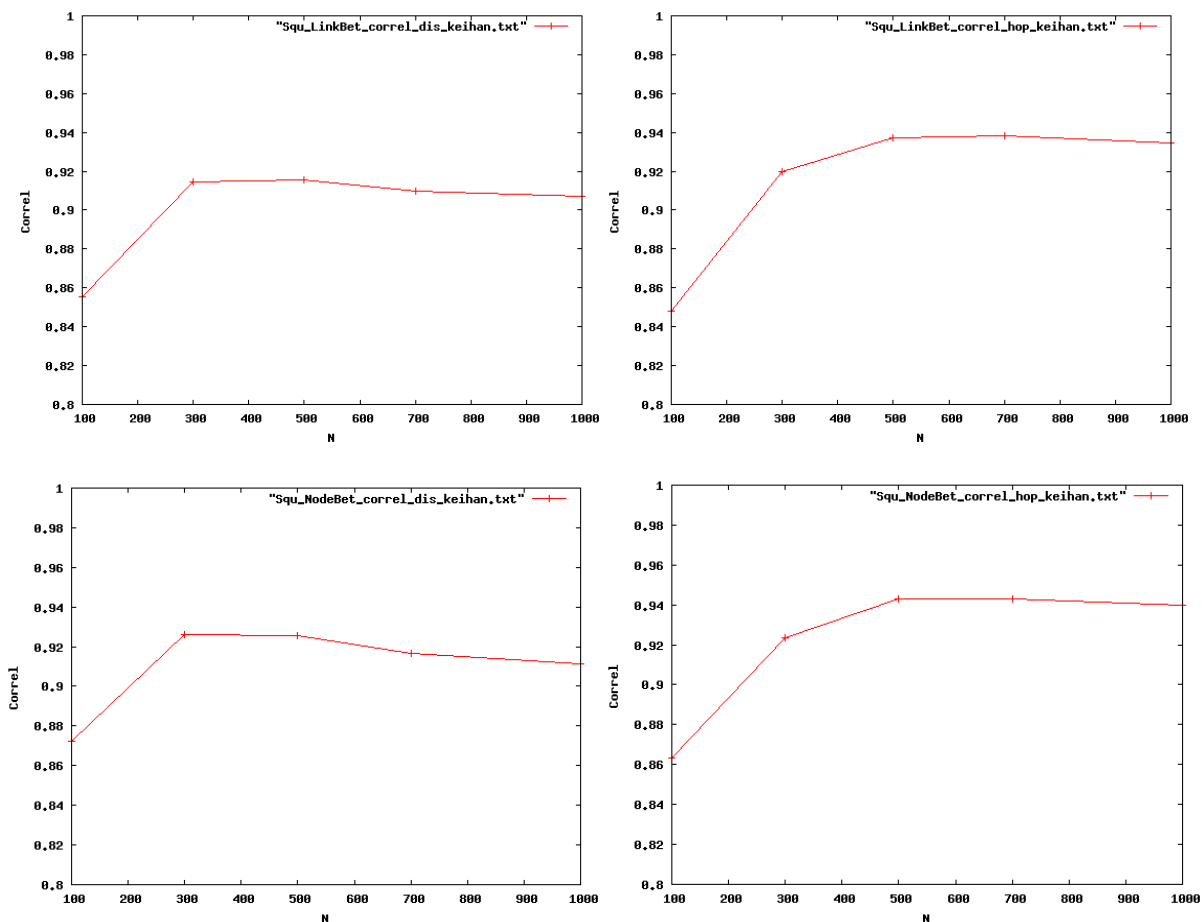 "Squ_LinkBet_correl_dis_keihan.txt"
1
0.98
0.96
0.94
0.92
0.9
0.88
0.86
0.84
0.82
0.8
Correl
100 200 300 400 500 600 700 800 900 1000
N
"Squ_LinkBet_correl_hop_keihan.txt"
1
0.98
0.96
0.94
0.92
0.9
0.88
0.86
0.84
0.82
0.8
Correl
100 200 300 400 500 600 700 800 900 1000
N
"Squ_NodeBet_correl_dis_keihan.txt"
1
0.98
0.96
0.94
0.92
0.9
0.88
0.86
0.84
0.82
0.8
Correl
100 200 300 400 500 600 700 800 900 1000
N
"Squ_NodeBet_correl_hop_keihan.txt"
1
0.98
0.96
0.94
0.92
0.9
0.88
0.86
0.84
0.82
0.8
Correl
100 200 300 400 500 600 700 800 900 1000
N